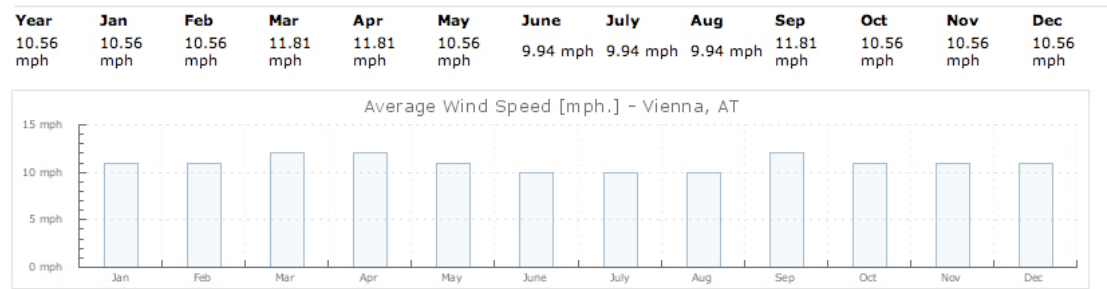 Year Jan Feb Mar Apr May June July Aug Sep Oct Nov Dec
10.56 mph 10.56 mph 10.56 mph 11.81 mph 11.81 mph 10.56 mph 9.94 mph 9.94 mph 9.94 mph 11.81 mph 10.56 mph 10.56 mph 10.56 mph
Average Wind Speed [mph.] - Vienna, AT
15 mph
10 mph
5 mph
0 mph
Jan Feb Mar Apr May June July Aug Sep Oct Nov Dec